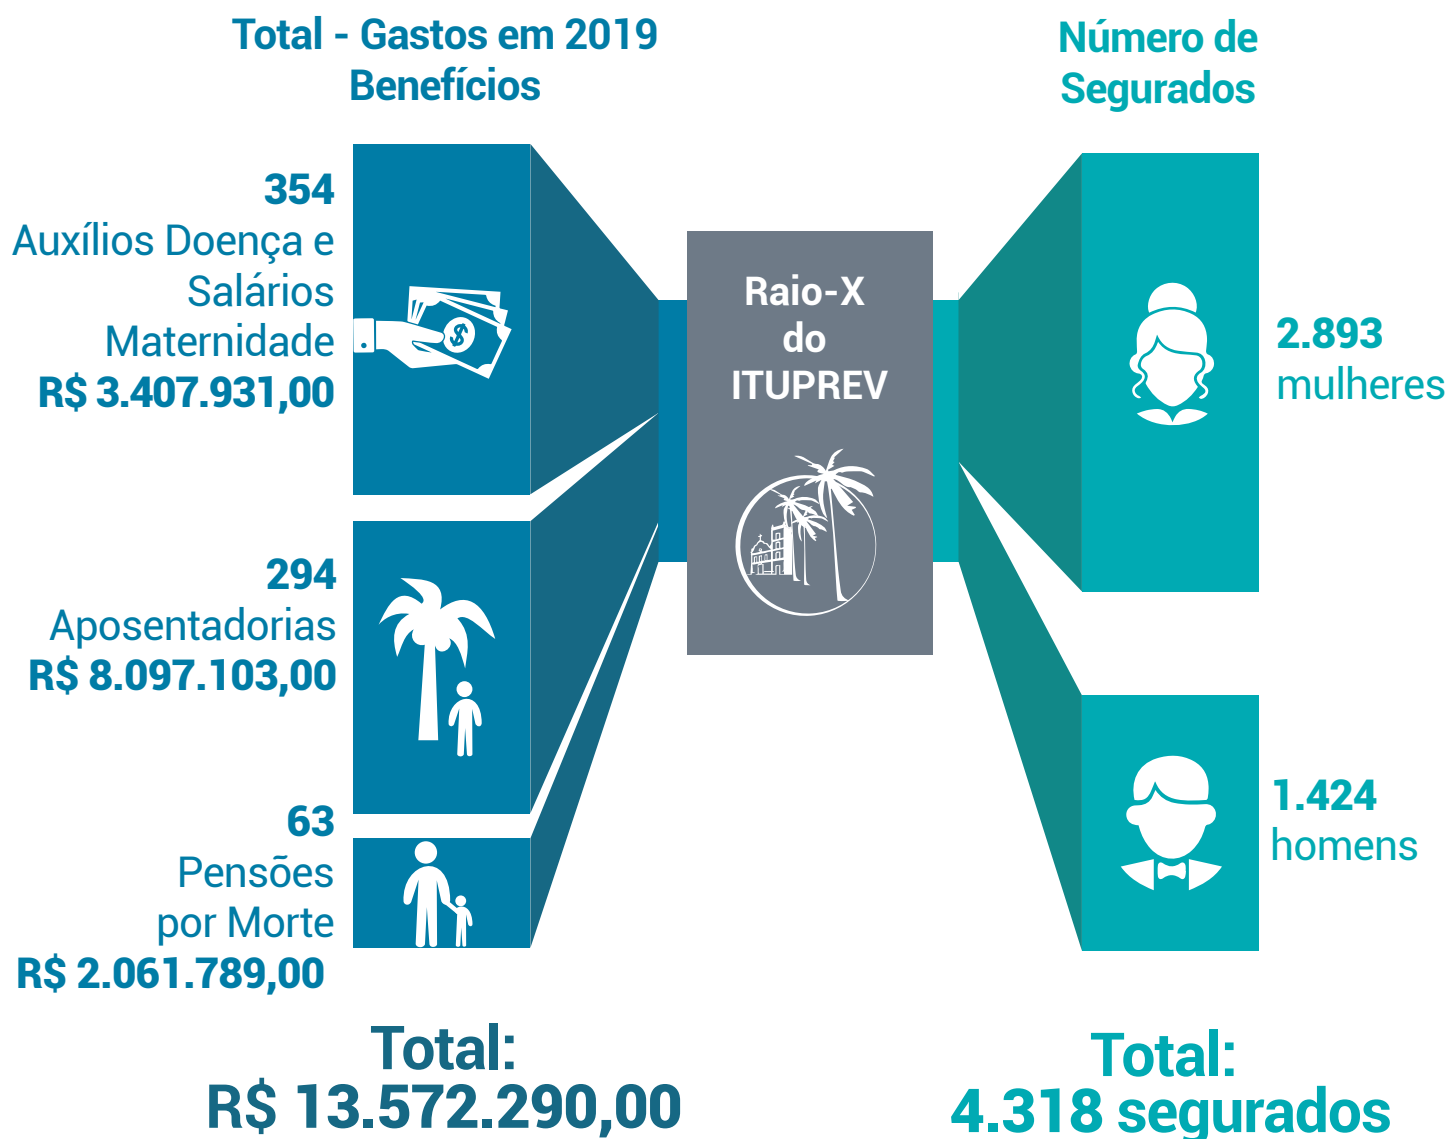 Total - Gastos em 2019
Benefícios
354
Auxílios Doença e
Salários
Maternidade
R$ 3.407.931,00
294
Aposentadorias
R$ 8.097.103,00
63
Pensões
por Morte
R$ 2.061.789,00
Total:
R$ 13.572.290,00
Raio-X
do
ITUPREV
Número de
Segurados
2.893
mulheres
1.424
homens
Total:
4.318 segurados